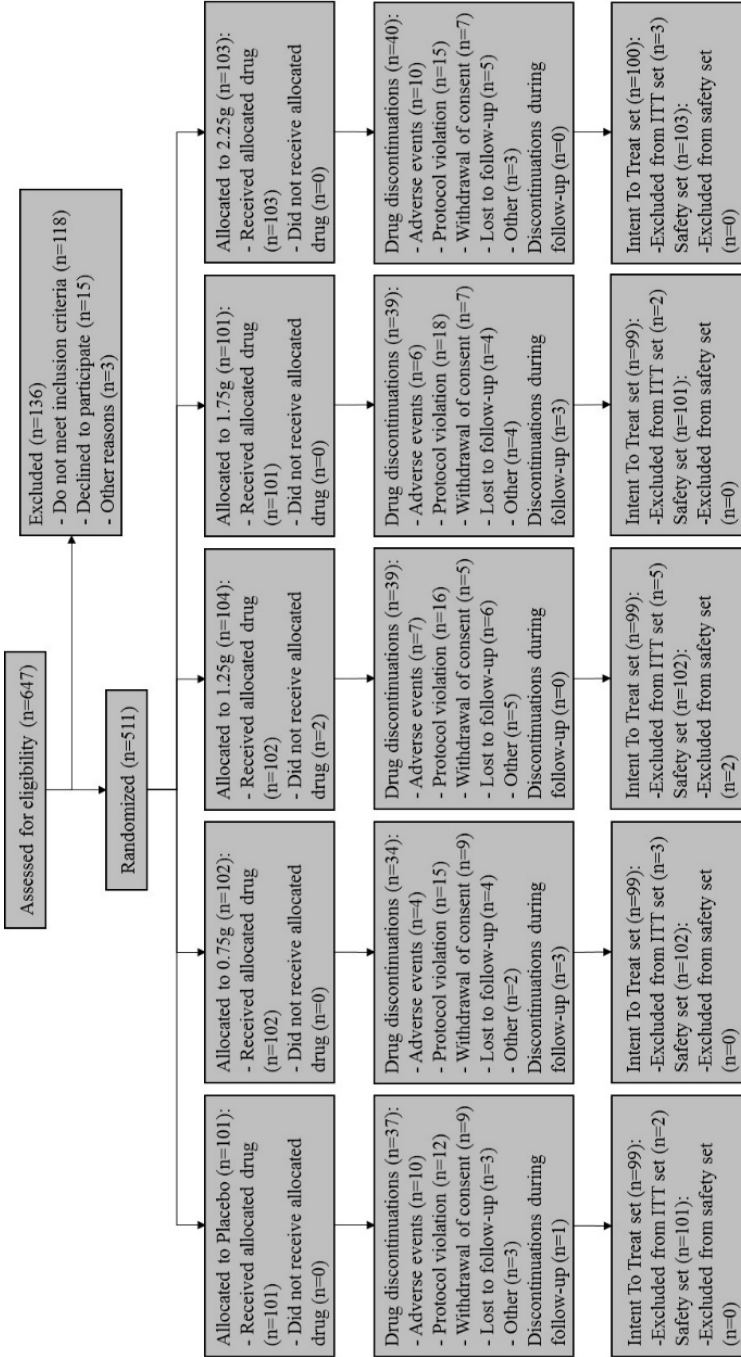 Assessed for eligibility (n=647)
Excluded (n=136)
- Do not meet inclusion criteria (n=118)
- Declined to participate (n=15)
- Other reasons (n=3)
Randomized (n=511)
Allocated to Placebo (n=101):
- Received allocated drug
(n=101)
- Did not receive allocated
drug (n=0)
Allocated to 0.75g (n=102):
- Received allocated drug
(n=102)
- Did not receive allocated
drug (n=0)
Allocated to 1.25g (n=104):
- Received allocated drug
(n=102)
- Did not receive allocated
drug (n=2)
Allocated to 1.75g (n=101):
- Received allocated drug
(n=101)
- Did not receive allocated
drug (n=0)
Allocated to 2.25g (n=103):
- Received allocated drug
(n=103)
- Did not receive allocated
drug (n=0)
Drug discontinuations (n=37):
- Adverse events (n=10)
- Protocol violation (n=12)
- Withdrawal of consent (n=9)
- Lost to follow-up (n=3)
- Other (n=3)
Discontinuations during
follow-up (n=1)
Drug discontinuations (n=34):
- Adverse events (n=4)
- Protocol violation (n=15)
- Withdrawal of consent (n=9)
- Lost to follow-up (n=4)
- Other (n=2)
Discontinuations during
follow-up (n=3)
Drug discontinuations (n=39):
- Adverse events (n=7)
- Protocol violation (n=16)
- Withdrawal of consent (n=5)
- Lost to follow-up (n=6)
- Other (n=5)
Discontinuations during
follow-up (n=0)
Drug discontinuations (n=39):
- Adverse events (n=6)
- Protocol violation (n=18)
- Withdrawal of consent (n=7)
- Lost to follow-up (n=4)
- Other (n=4)
Discontinuations during
follow-up (n=3)
Drug discontinuations (n=40):
- Adverse events (n=10)
- Protocol violation (n=15)
- Withdrawal of consent (n=7)
- Lost to follow-up (n=5)
- Other (n=3)
Discontinuations during
follow-up (n=0)
Intent To Treat set (n=99):
-Excluded from ITT set (n=2)
Safety set (n=101):
-Excluded from safety set
(n=0)
Intent To Treat set (n=99):
-Excluded from ITT set (n=3)
Safety set (n=102):
-Excluded from safety set
(n=0)
Intent To Treat set (n=99):
-Excluded from ITT set (n=5)
Safety set (n=102):
-Excluded from safety set
(n=2)
Intent To Treat set (n=99):
-Excluded from ITT set (n=2)
Safety set (n=101):
-Excluded from safety set
(n=0)
Intent To Treat set (n=100):
-Excluded from ITT set (n=3)
Safety set (n=103):
-Excluded from safety set
(n=0)